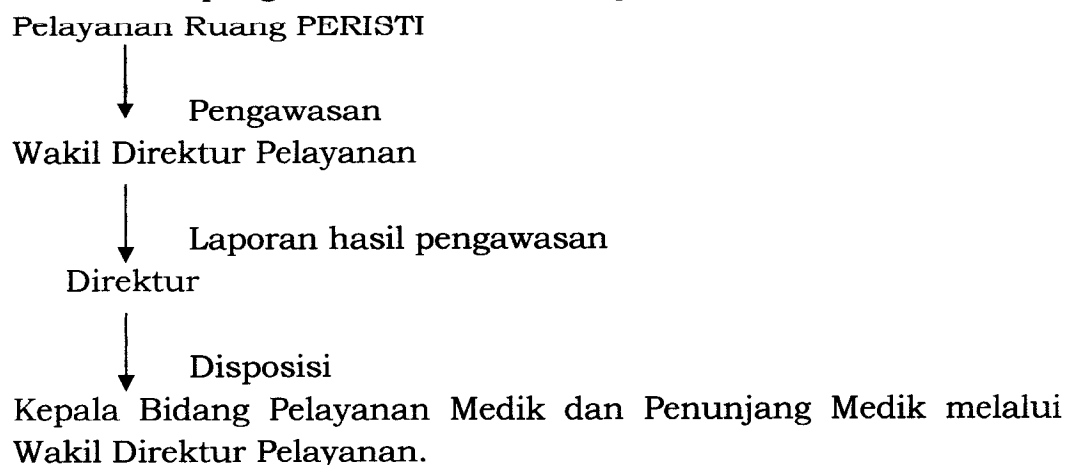 Pelayanan Ruang PERISTI
Pengawasan
Wakil Direktur Pelayanan
Laporan hasil pengawasan
Direktur
Disposisi
Kepala Bidang Pelayanan Medik dan Penunjang Medik melalui
Wakil Direktur Pelayanan.